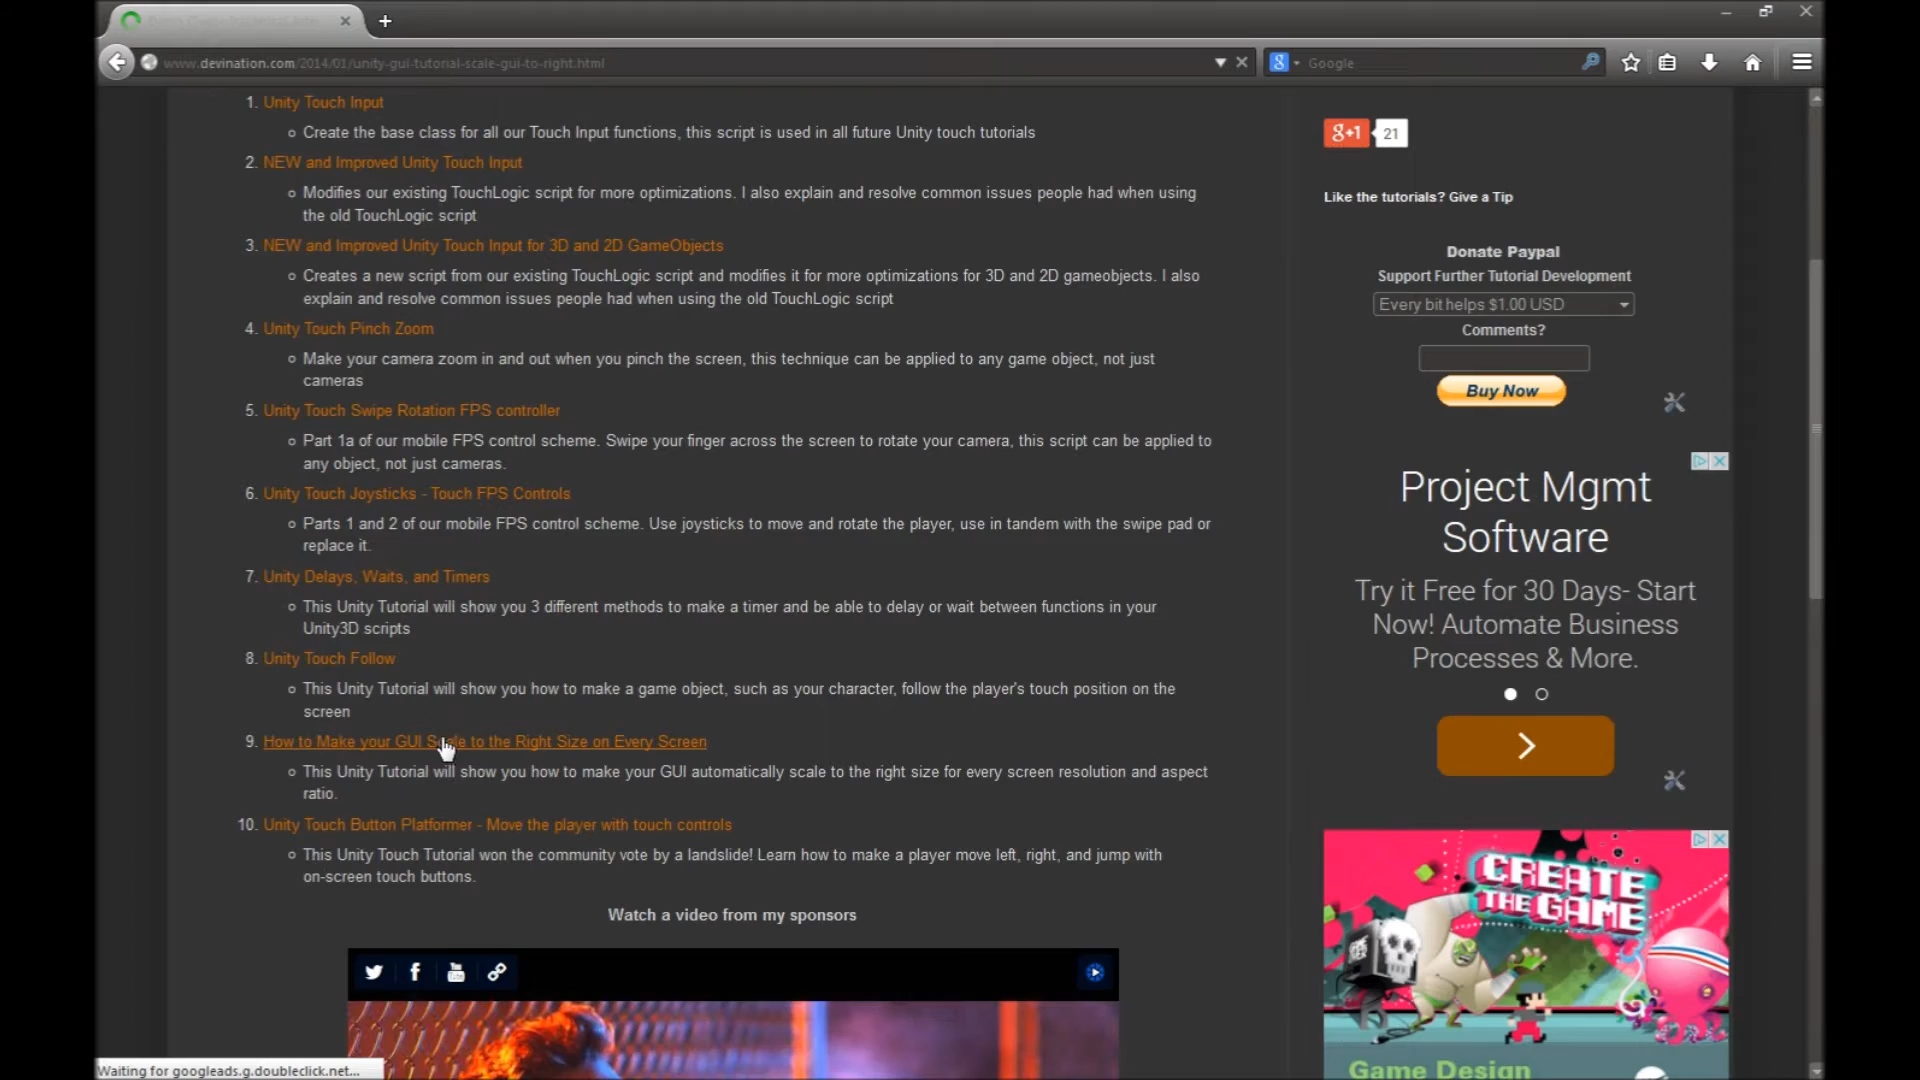 www.devination.com/2014/01/unity-gui-tutorial-scale-gui-to-right.html
Google
1. Unity Touch Input
Create the base class for all our Touch Input functions, this script is used in all future Unity touch tutorials
2. NEW and Improved Unity Touch Input
Modifies our existing TouchLogic script for more optimizations. I also explain and resolve common issues people had when using
the old TouchLogic script
3. NEW and Improved Unity Touch Input for 3D and 2D GameObjects
Creates a new script from our existing TouchLogic script and modifies it for more optimizations for 3D and 2D gameobjects. I also
explain and resolve common issues people had when using the old TouchLogic script
4. Unity Touch Pinch Zoom
Make your camera zoom in and out when you pinch the screen, this technique can be applied to any game object, not just
cameras
5. Unity Touch Swipe Rotation FPS controller
Part 1a of our mobile FPS control scheme. Swipe your finger across the screen to rotate your camera, this script can be applied to
any object, not just cameras.
6. Unity Touch Joysticks - Touch FPS Controls
Parts 1 and 2 of our mobile FPS control scheme. Use joysticks to move and rotate the player, use in tandem with the swipe pad or
replace it.
7. Unity Delays, Waits, and Timers
This Unity Tutorial will show you 3 different methods to make a timer and be able to delay or wait between functions in your
Unity3D scripts
8. Unity Touch Follow
This Unity Tutorial will show you how to make a game object, such as your character, follow the player's touch position on the
screen
9. How to Make your GUI Scale to the Right Size on Every Screen
This Unity Tutorial will show you how to make your GUI automatically scale to the right size for every screen resolution and aspect
ratio.
10. Unity Touch Button Platformer - Move the player with touch controls
This Unity Touch Tutorial won the community vote by a landslide! Learn how to make a player move left, right, and jump with
on-screen touch buttons.
Watch a video from my sponsors
g+1 21
Like the tutorials? Give a Tip
Donate Paypal
Support Further Tutorial Development
Every bit helps $1.00 USD
Comments?
Buy Now
Project Mgmt
Software
Try it Free for 30 Days- Start
Now! Automate Business
Processes & More.
CREATE
THE GAME
Game Design
Waiting for googleads.g.doubleclick.net...